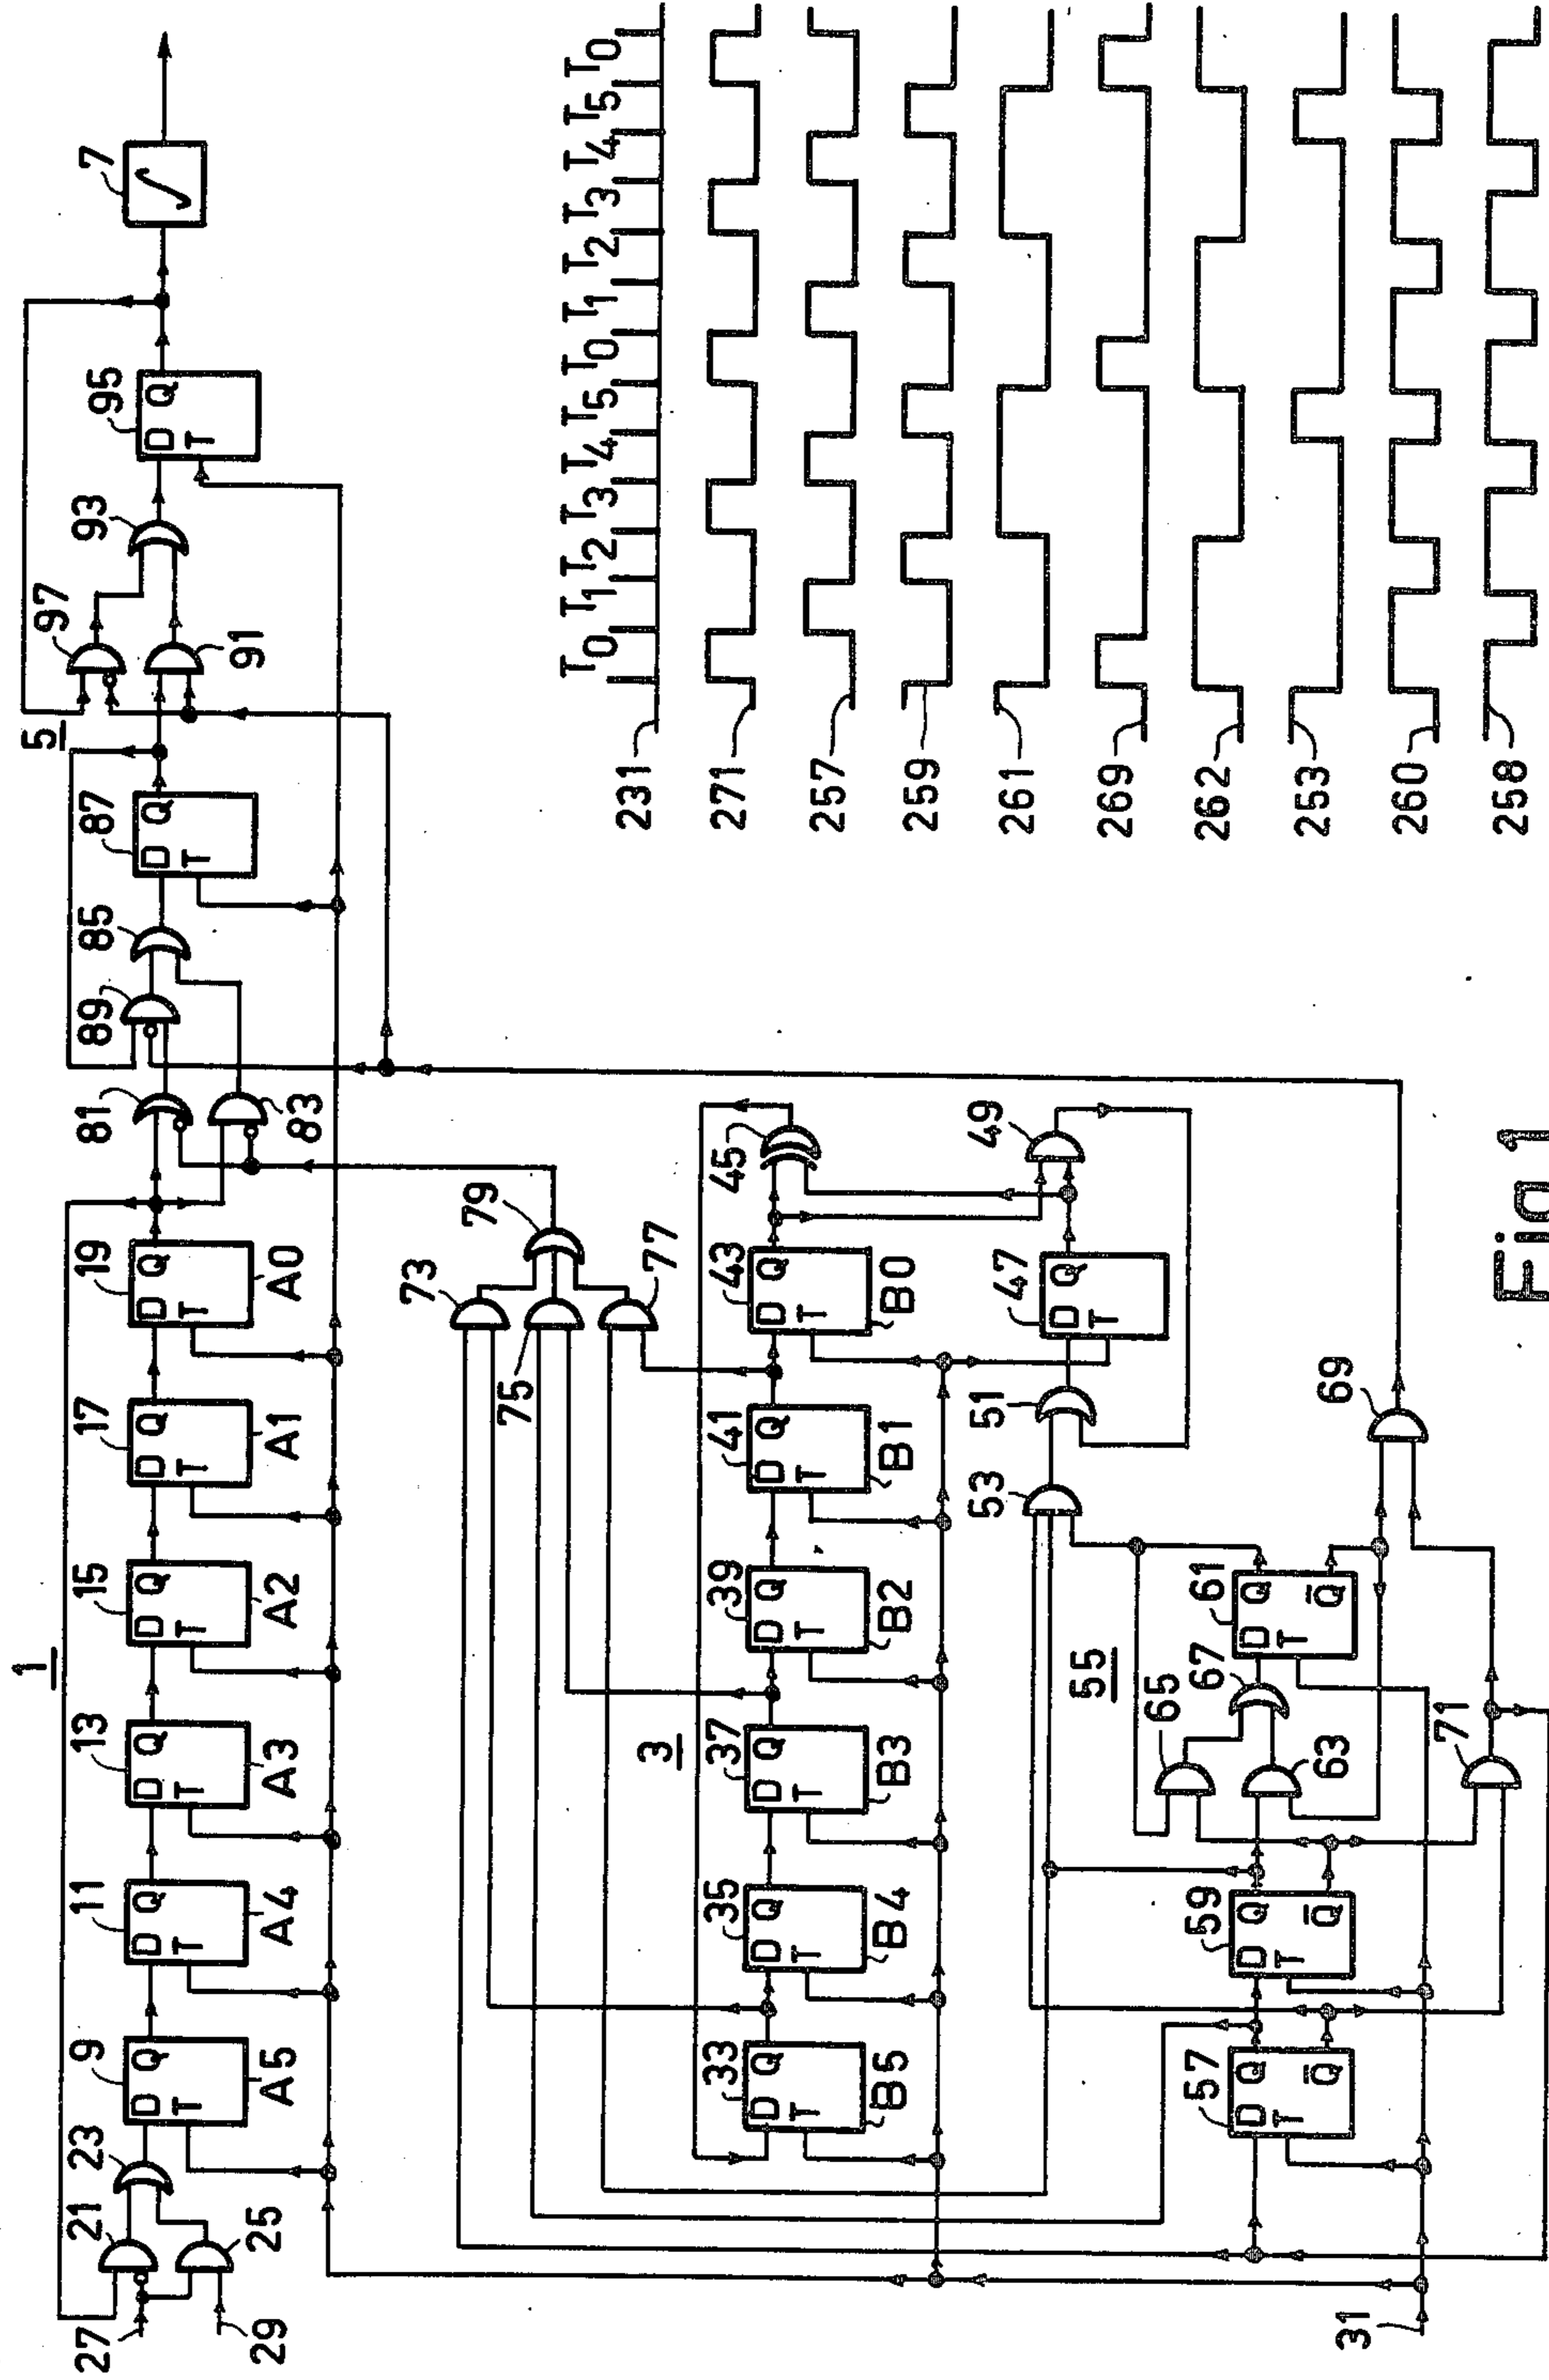 1
5
27
29
21
25
23
9
D Q
T
A5
11
D Q
T
A4
13
D Q
T
A3
15
D Q
T
A2
17
D Q
T
A1
19
D Q
T
A0
81
83
89
85
87
D Q
T
97
91
93
95
D Q
T
7
∫
73
75
77
79
3
33
D Q
T
B5
35
D Q
T
B4
37
D Q
T
B3
39
D Q
T
B2
41
D Q
T
B1
43
D Q
T
B0
45
47
D Q
T
49
51
53
55
57
D Q
T Q̅
59
D Q
T Q̅
65
63
67
61
D Q
T Q̅
71
69
31
T0 T1 T2 T3 T4 T5 T0 T1 T2 T3 T4 T5 T0
231
271
257
259
261
269
262
253
260
258
Fig.1